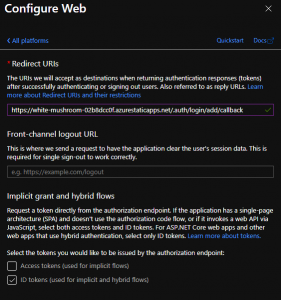 Configure Web
All platforms
Quickstart
Docs
* Redirect URIs
The URIs we will accept as destinations when returning authentication responses (tokens)
after successfully authenticating or signing out users. Also referred to as reply URLs. Learn
more about Redirect URIs and their restrictions
https://white-mushroom-02b8dcc0f.azurestaticapps.net/.auth/login/add/callback
Front-channel logout URL
This is where we send a request to have the application clear the user's session data. This is
required for single sign-out to work correctly.
e.g. https://example.com/logout
Implicit grant and hybrid flows
Request a token directly from the authorization endpoint. If the application has a single-page
architecture (SPA) and doesn't use the authorization code flow, or if it invokes a web API via
JavaScript, select both access tokens and ID tokens. For ASP.NET Core web apps and other
web apps that use hybrid authentication, select only ID tokens. Learn more about tokens.
Select the tokens you would like to be issued by the authorization endpoint:
Access tokens (used for implicit flows)
ID tokens (used for implicit and hybrid flows)